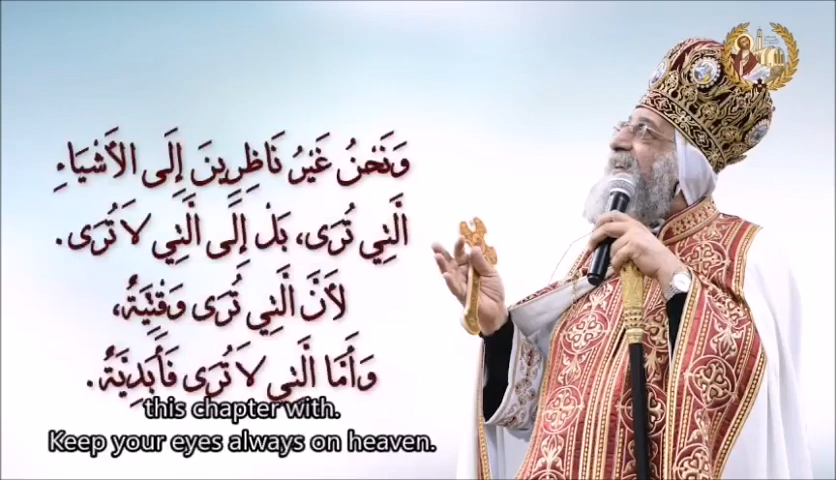 وَنَحْنُ غَيْرُ نَاظِرِينَ إِلَى الأَشْيَاءِ
الَّتِي تُرَى، بَلْ إِلَى الَّتِي لاَ تُرَى.
لأَنَّ الَّتِي تُرَى وَقْتِيَّةٌ،
وَأَمَّا الَّتِي لاَ تُرَى فَأَبَدِيَّةٌ.
this chapter with.
Keep your eyes always on heaven.